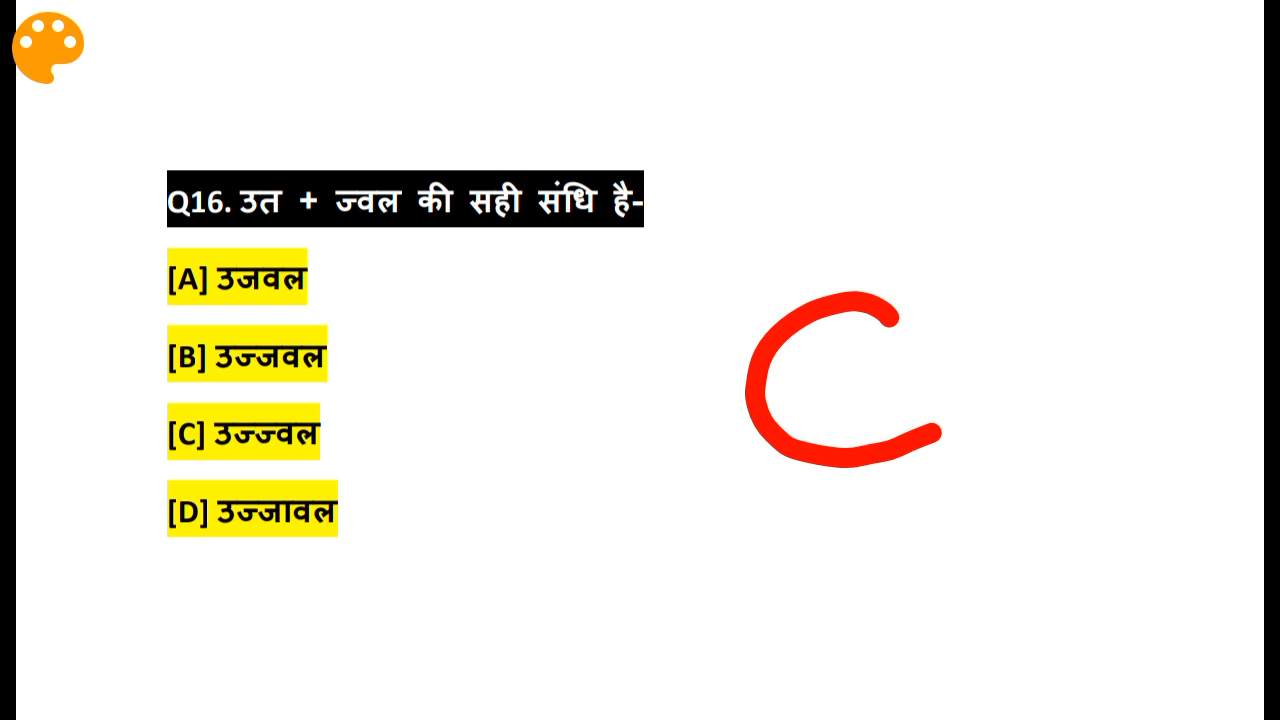 Q16. उत + ज्वल की सही संधि है-
[A] उजवल
[B] उज्जवल
C
[C] उज्ज्वल
[D] उज्जावल